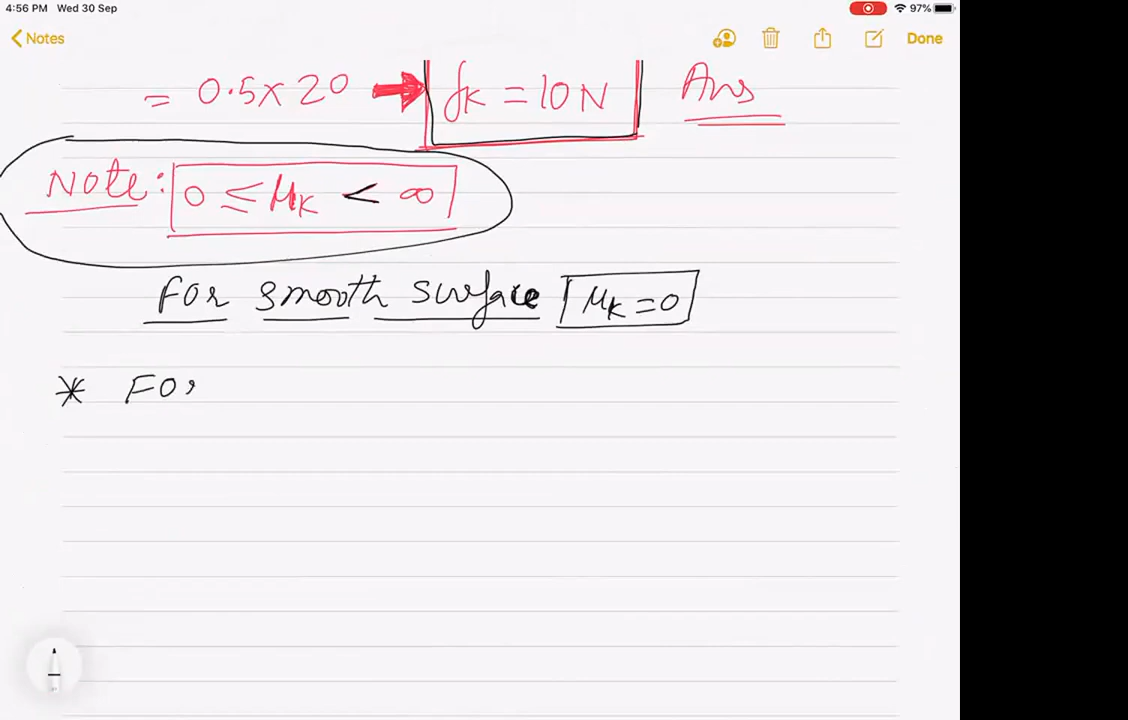 4:56 PM Wed 30 Sep 97%
Notes Done
= 0.5 x 20 → fK = 10 N Ans
Note: 0 ≤ μK < ∞
For smooth surface μK = 0
* For